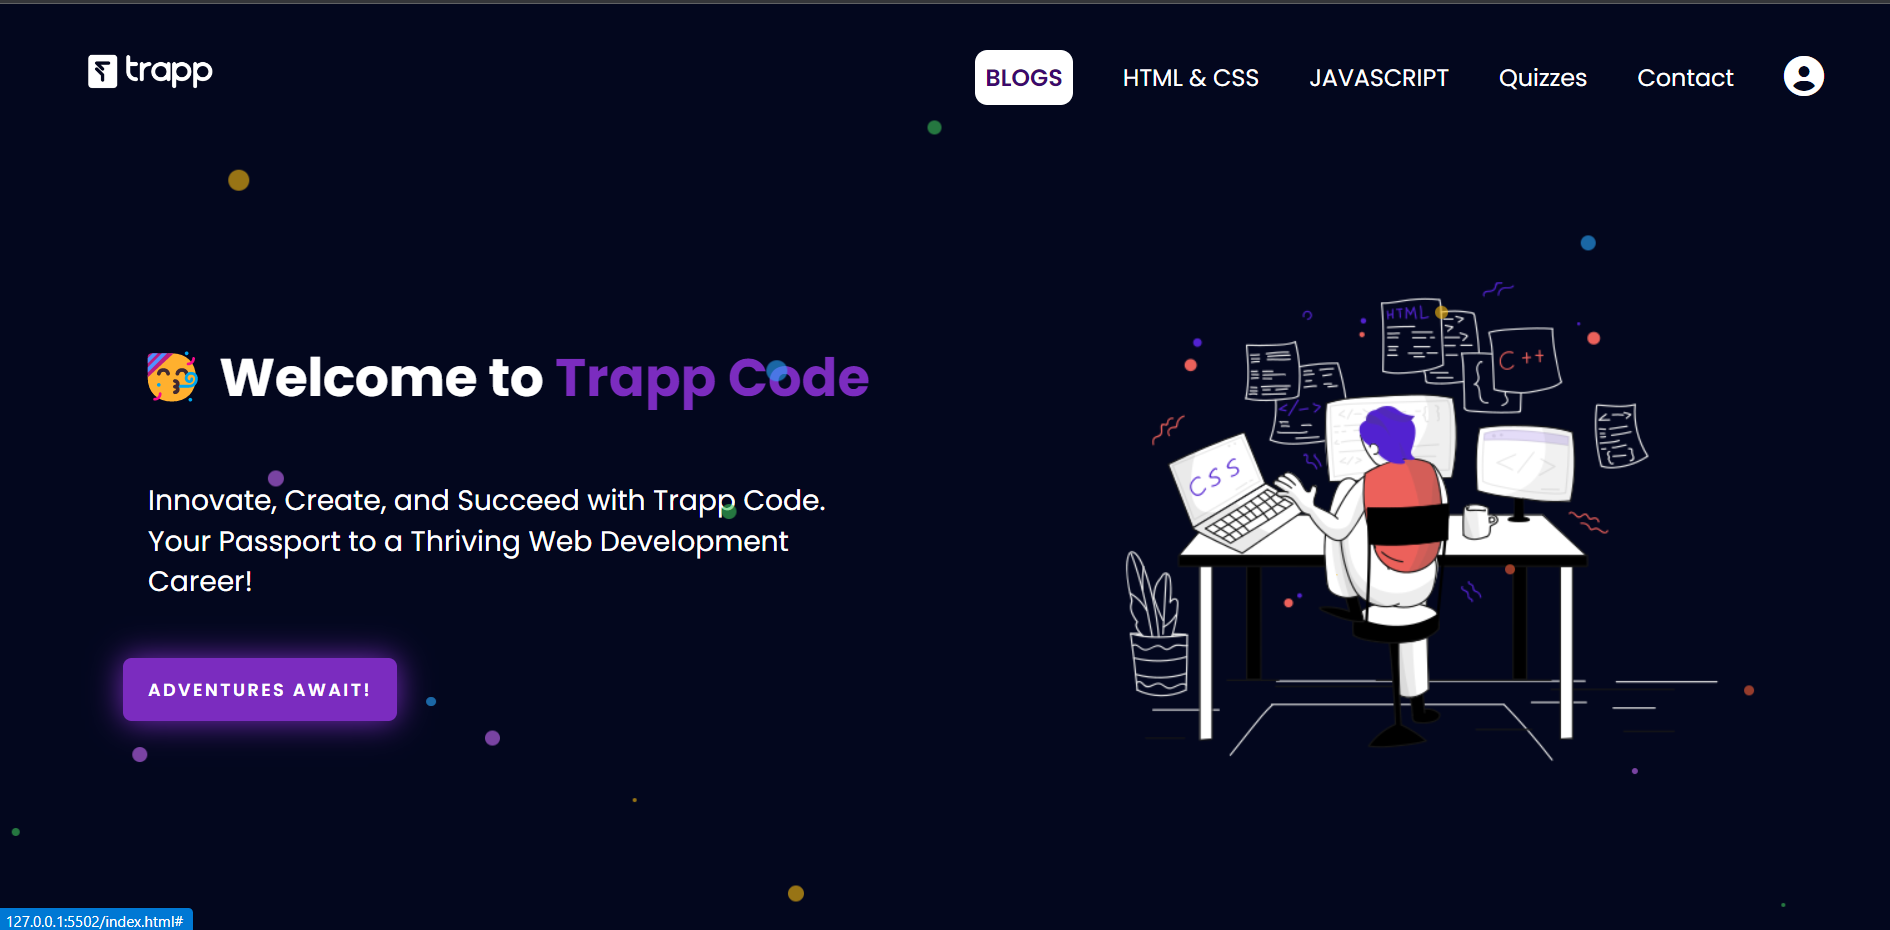 trapp
BLOGS
HTML & CSS
JAVASCRIPT
Quizzes
Contact
Welcome to Trapp Code
Innovate, Create, and Succeed with Trapp Code.
Your Passport to a Thriving Web Development
Career!
ADVENTURES AWAIT!
HTML
C++
</-->
CSS
</>
127.0.0.1:5502/index.html#